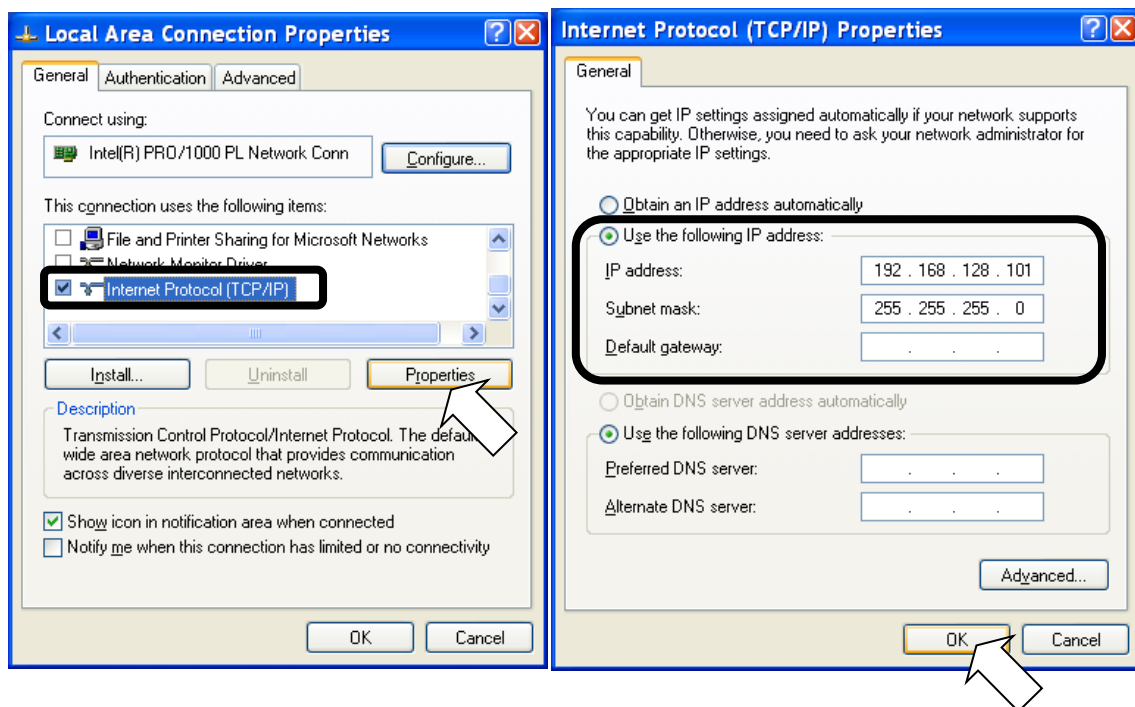 Local Area Connection Properties
General Authentication Advanced
Connect using:
Intel(R) PRO/1000 PL Network Conn Configure...
This connection uses the following items:
File and Printer Sharing for Microsoft Networks
Network Monitor Driver
Internet Protocol (TCP/IP)
Install... Uninstall Properties
Description
Transmission Control Protocol/Internet Protocol. The default
wide area network protocol that provides communication
across diverse interconnected networks.
Show icon in notification area when connected
Notify me when this connection has limited or no connectivity
OK Cancel
Internet Protocol (TCP/IP) Properties
General
You can get IP settings assigned automatically if your network supports
this capability. Otherwise, you need to ask your network administrator for
the appropriate IP settings.
Obtain an IP address automatically
Use the following IP address:
IP address: 192 . 168 . 128 . 101
Subnet mask: 255 . 255 . 255 . 0
Default gateway: . . .
Obtain DNS server address automatically
Use the following DNS server addresses:
Preferred DNS server: . . .
Alternate DNS server: . . .
Advanced...
OK Cancel